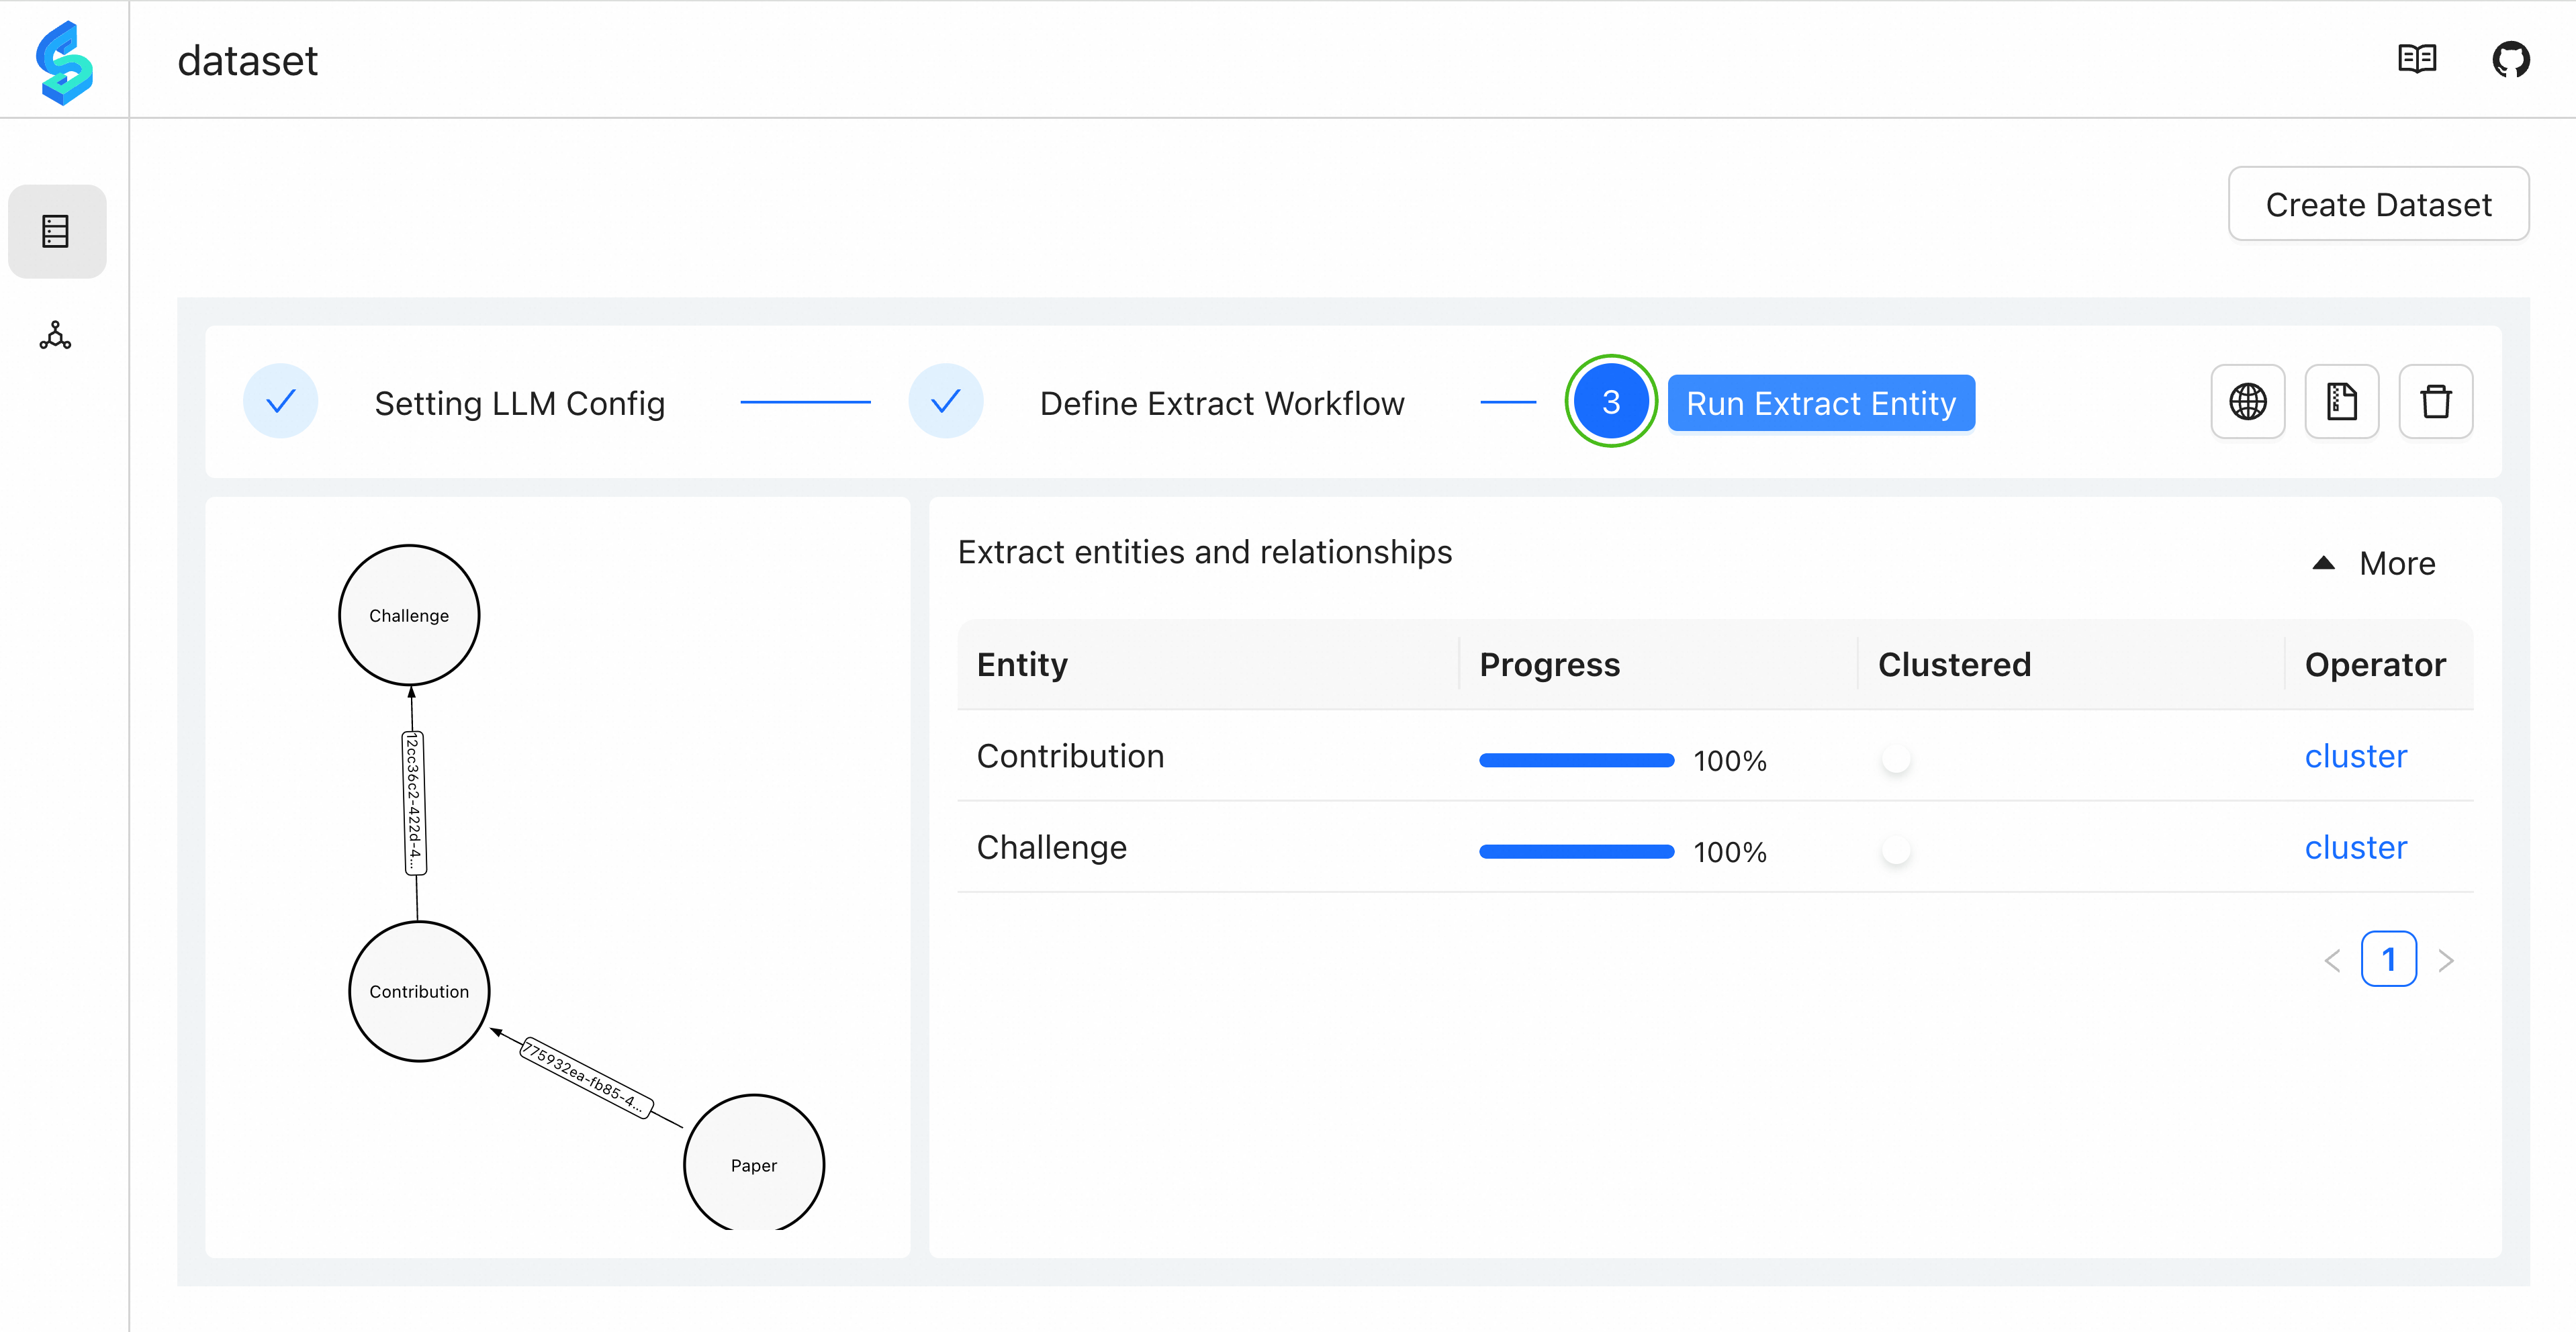 dataset
Create Dataset
Setting LLM Config
Define Extract Workflow
3
Run Extract Entity
Challenge
12cc36c2-422d-4...
Contribution
775932ea-fb85-4...
Paper
Extract entities and relationships
More
Entity Progress Clustered Operator
Contribution 100% cluster
Challenge 100% cluster
1